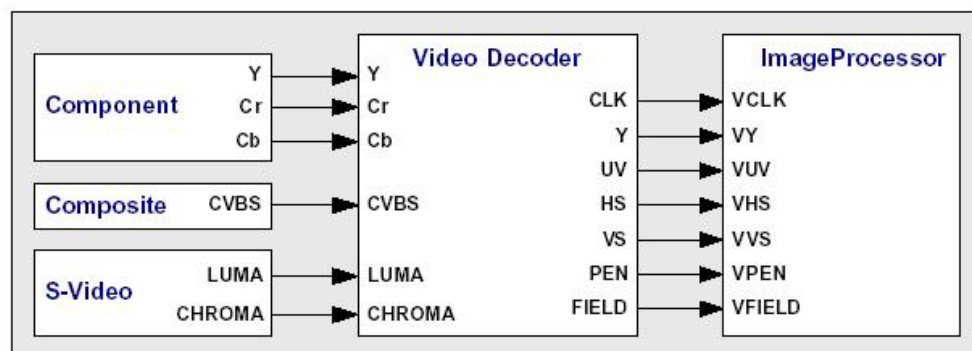 Component
Y
Cr
Cb
Composite
CVBS
S-Video
LUMA
CHROMA
Video Decoder
Y
Cr
Cb
CVBS
LUMA
CHROMA
CLK
Y
UV
HS
VS
PEN
FIELD
ImageProcessor
VCLK
VY
VUV
VHS
VVS
VPEN
VFIELD